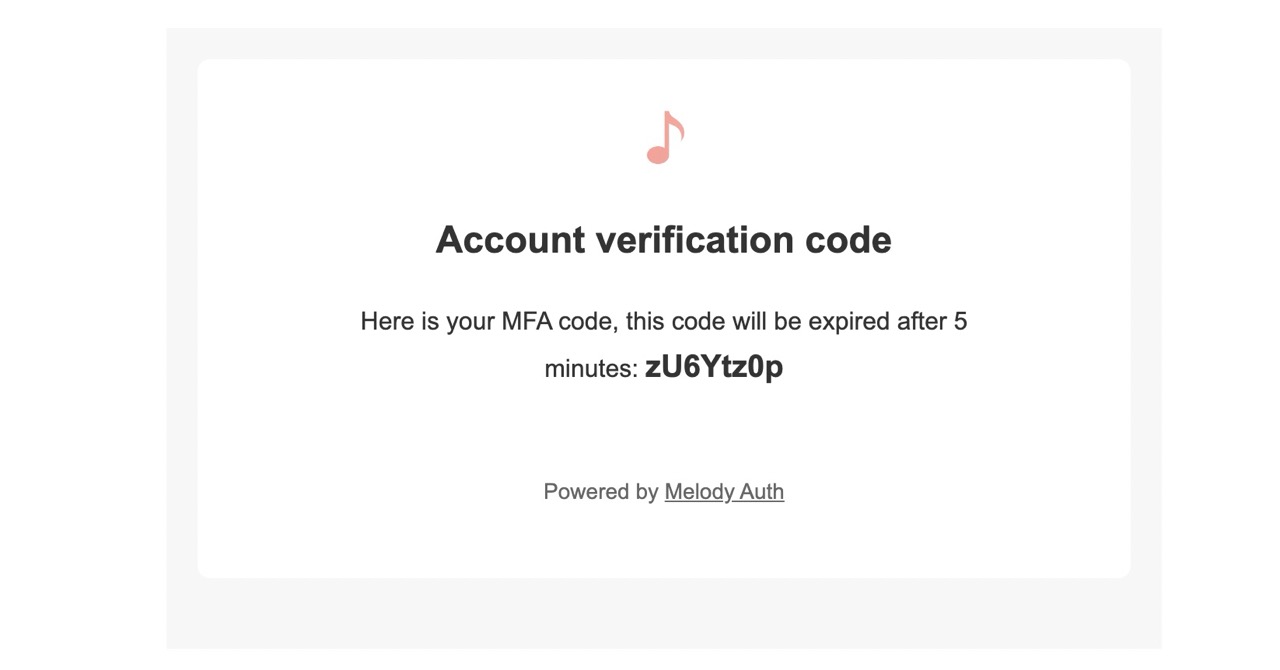 Account verification code
Here is your MFA code, this code will be expired after 5
minutes: zU6Ytz0p
Powered by Melody Auth